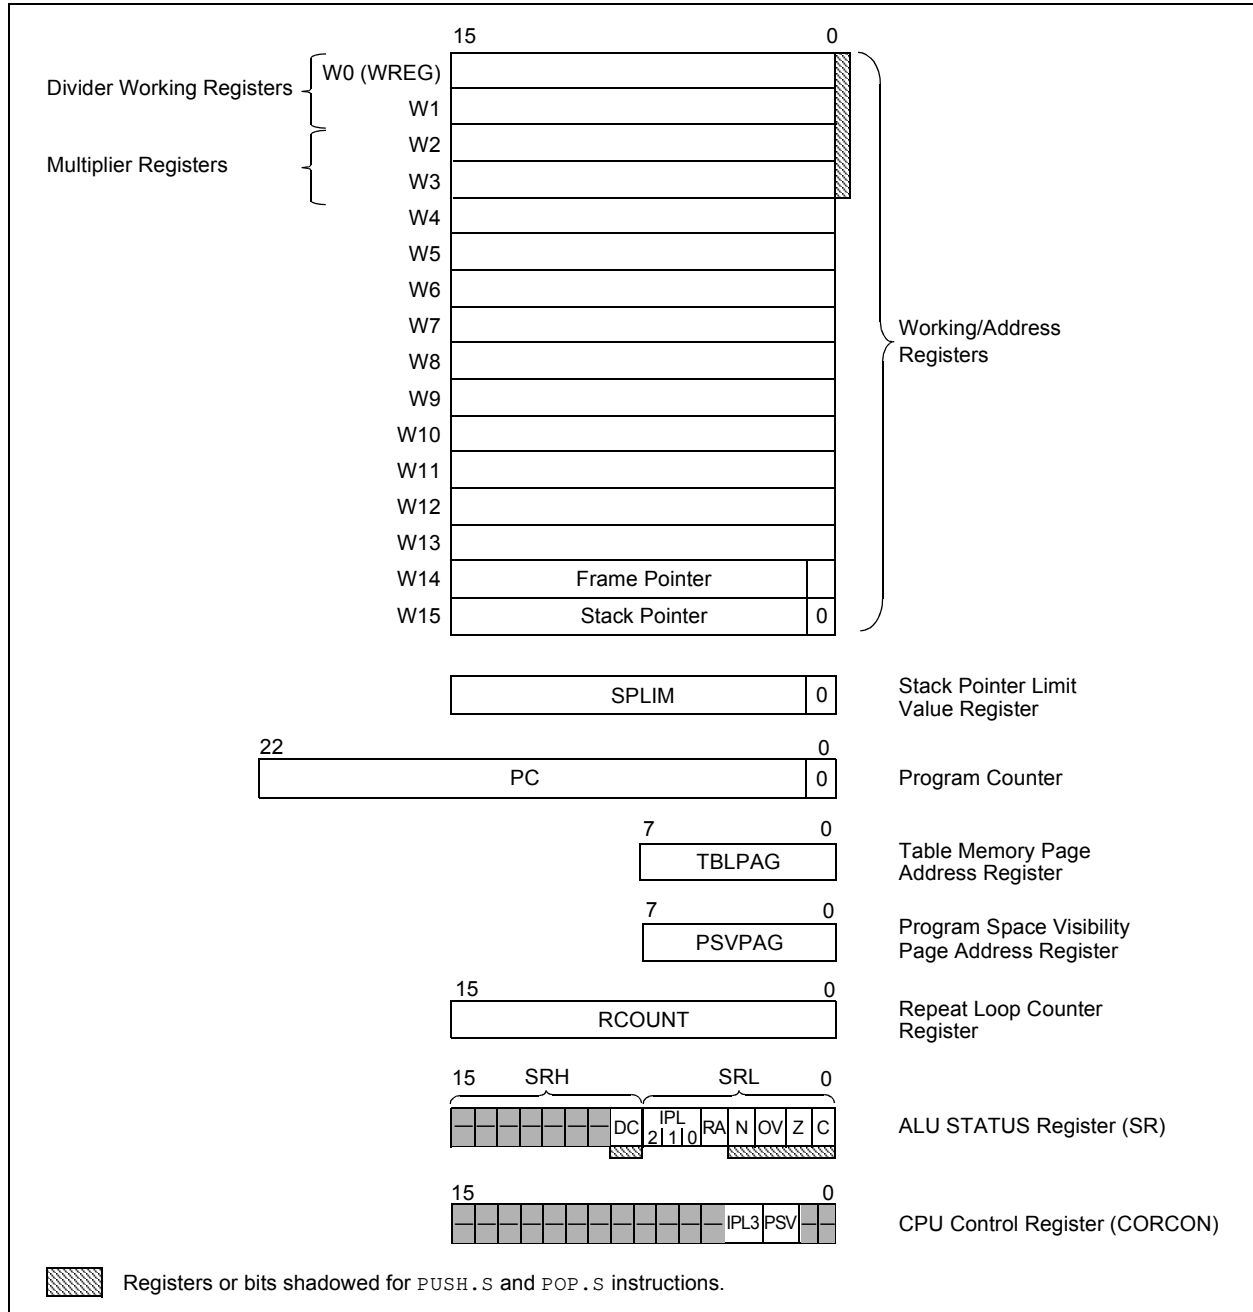 15 0
W0 (WREG)
Divider Working Registers
W1
W2
Multiplier Registers
W3
W4
W5
W6
W7
Working/Address
Registers
W8
W9
W10
W11
W12
W13
W14 Frame Pointer
W15 Stack Pointer 0
SPLIM 0
Stack Pointer Limit
Value Register
22 0
PC 0 Program Counter
7 0
TBLPAG
Table Memory Page
Address Register
7 0
PSVPAG
Program Space Visibility
Page Address Register
15 0
RCOUNT
Repeat Loop Counter
Register
15 SRH SRL 0
— — — — — — — DC IPL 2 1 0 RA N OV Z C ALU STATUS Register (SR)
15 0
— — — — — — — — — — — — IPL3 PSV — — CPU Control Register (CORCON)
Registers or bits shadowed for PUSH.S and POP.S instructions.